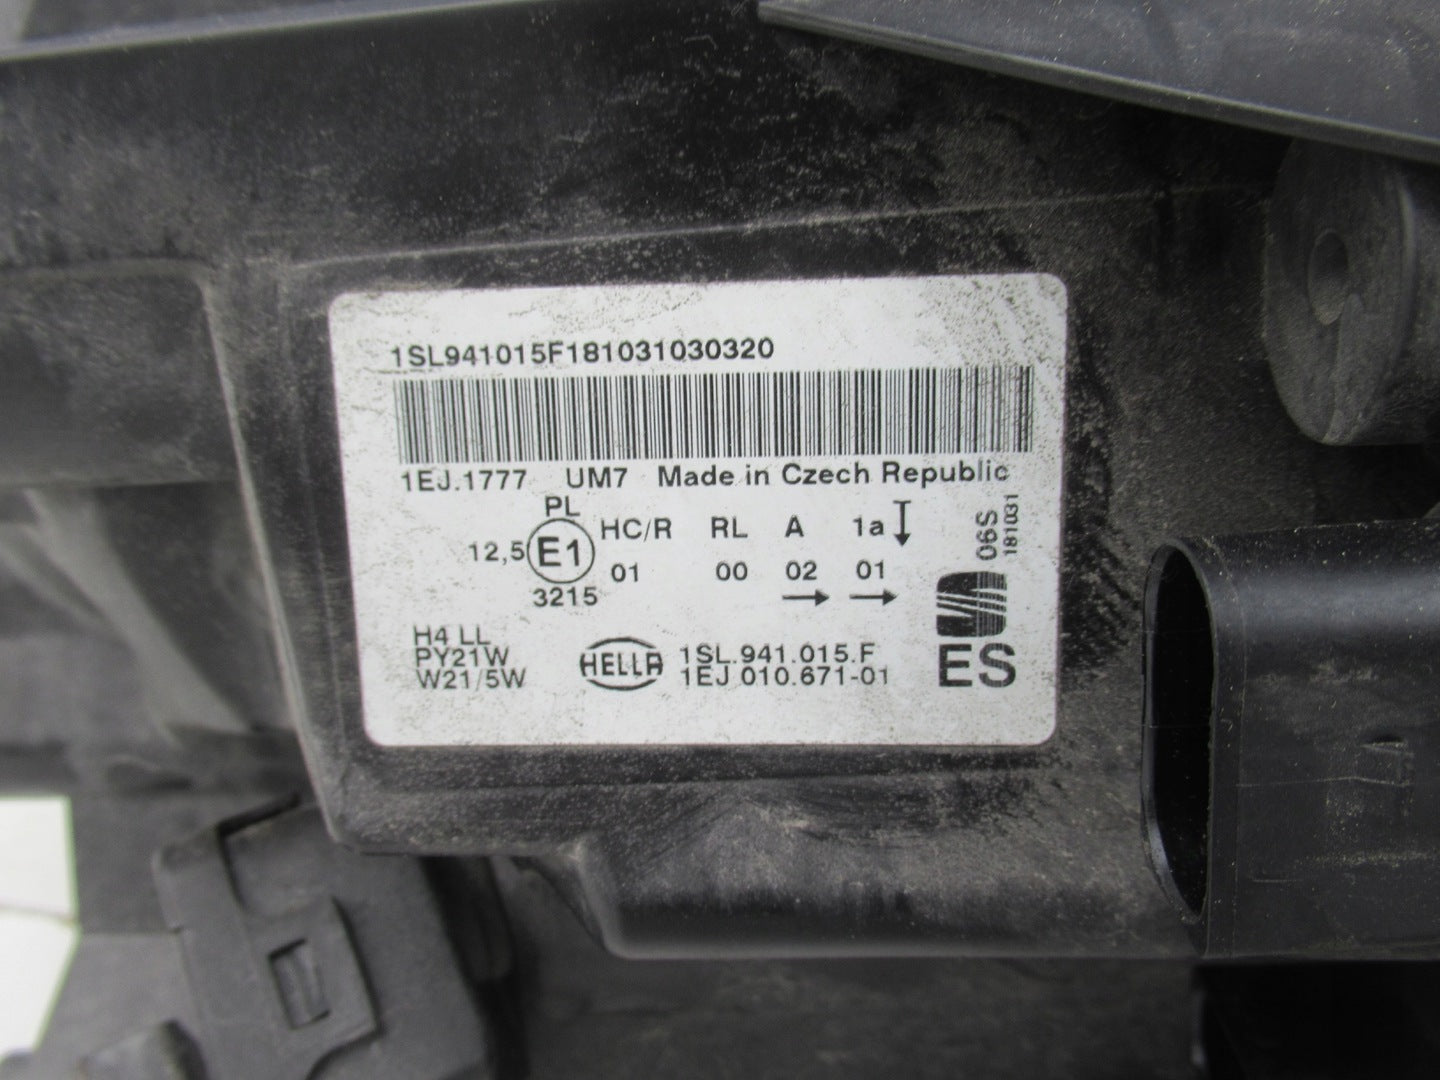 1SL941015F181031030320
1EJ.1777 UM7 Made in Czech Republic
PL
12,5 E1 HC/R RL A 1a
01 00 02 01
3215
06S
181031
H4 LL
PY21W
W21/5W
HELLA
1SL.941.015.F
1EJ 010.671-01
ES